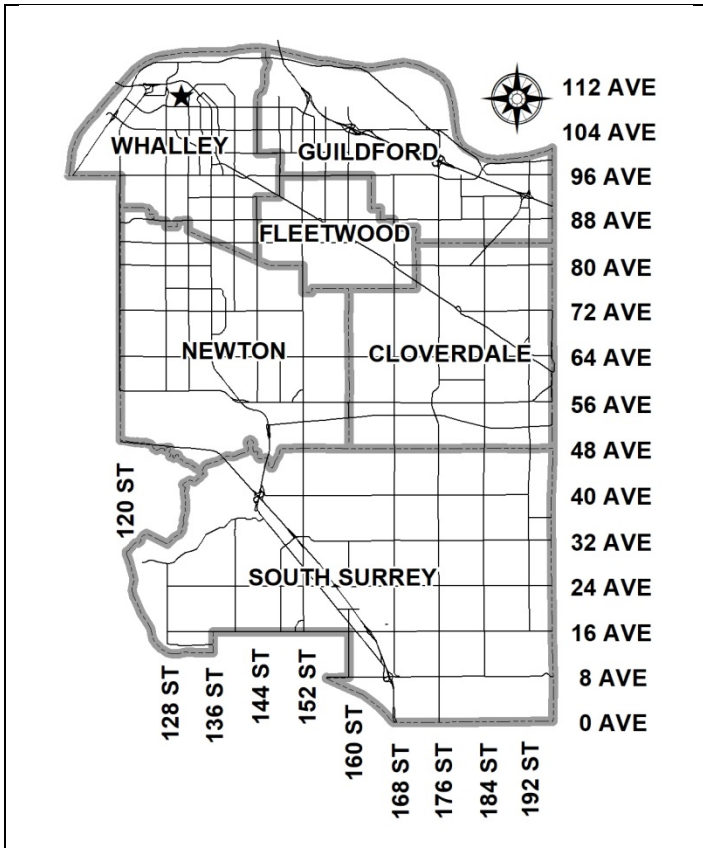 112 AVE
104 AVE
WHALLEY
GUILDFORD
96 AVE
88 AVE
FLEETWOOD
80 AVE
72 AVE
NEWTON
CLOVERDALE
64 AVE
56 AVE
48 AVE
120 ST
40 AVE
32 AVE
SOUTH SURREY
24 AVE
16 AVE
128 ST
136 ST
144 ST
152 ST
160 ST
8 AVE
0 AVE
168 ST
176 ST
184 ST
192 ST